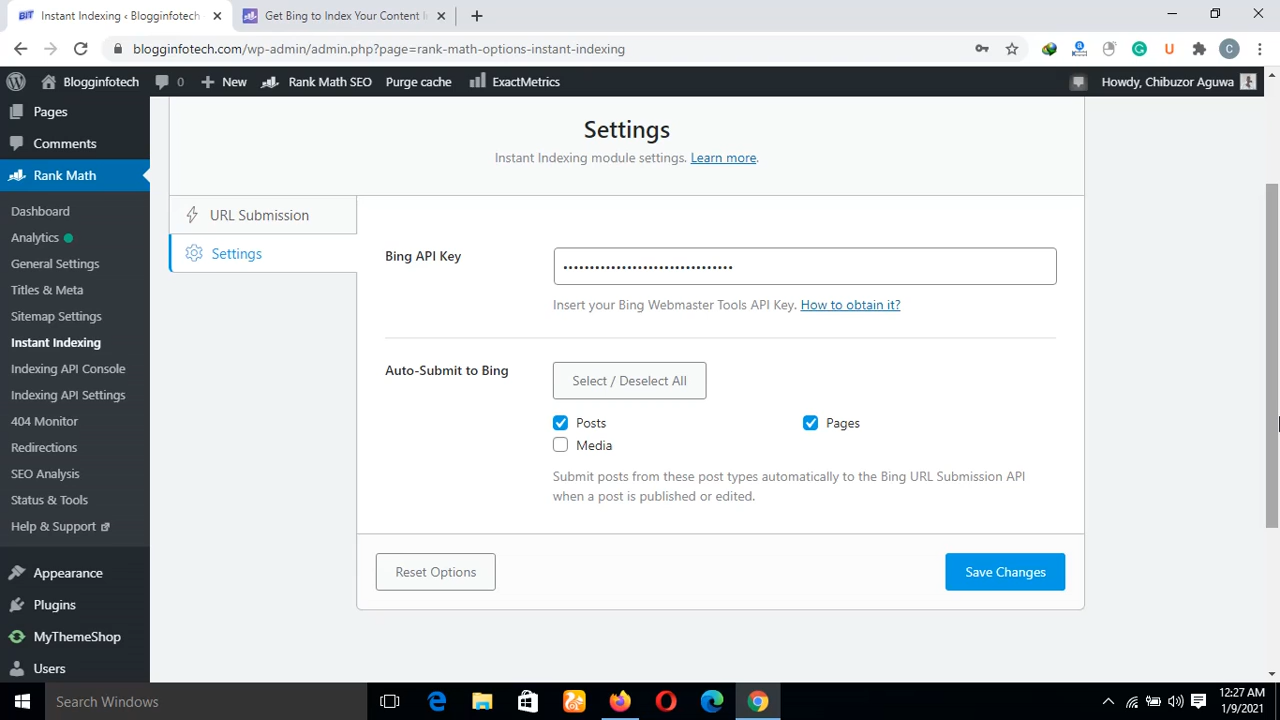 Instant Indexing ‹ Blogginfotech -
Get Bing to Index Your Content I
blogginfotech.com/wp-admin/admin.php?page=rank-math-options-instant-indexing
C
Blogginfotech
0
New
Rank Math SEO
Purge cache
ExactMetrics
Howdy, Chibuzor Aguwa
Pages
Comments
Rank Math
Dashboard
Analytics
General Settings
Titles & Meta
Sitemap Settings
Instant Indexing
Indexing API Console
Indexing API Settings
404 Monitor
Redirections
SEO Analysis
Status & Tools
Help & Support
Appearance
Plugins
MyThemeShop
Users
Settings
Instant Indexing module settings. Learn more.
URL Submission
Settings
Bing API Key
Insert your Bing Webmaster Tools API Key. How to obtain it?
Auto-Submit to Bing
Select / Deselect All
Posts
Pages
Media
Submit posts from these post types automatically to the Bing URL Submission API
when a post is published or edited.
Reset Options
Save Changes
Search Windows
12:27 AM
1/9/2021